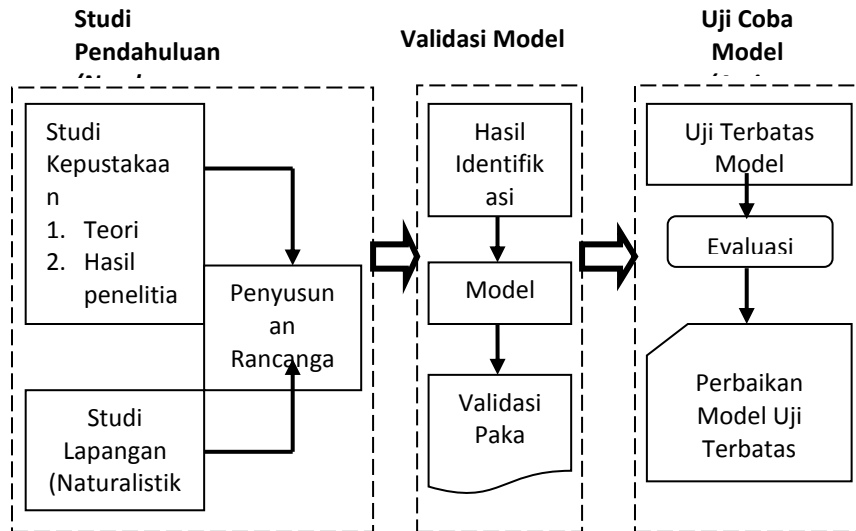 Studi
Pendahuluan
Validasi Model
Uji Coba
Model
Studi
Kepustakaa
n
1. Teori
2. Hasil
penelitia
Penyusun
an
Rancanga
Studi
Lapangan
(Naturalistik
Hasil
Identifik
asi
Model
Validasi
Paka
Uji Terbatas
Model
Evaluasi
Perbaikan
Model Uji
Terbatas